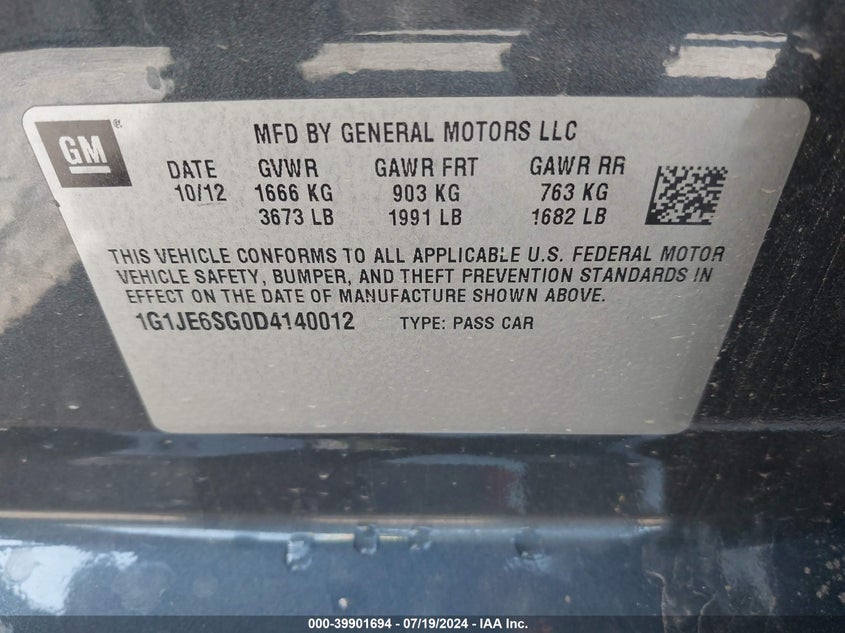 GM
MFD BY GENERAL MOTORS LLC
DATE GVWR GAWR FRT GAWR RR
10/12 1666 KG 903 KG 763 KG
3673 LB 1991 LB 1682 LB
THIS VEHICLE CONFORMS TO ALL APPLICABLE U.S. FEDERAL MOTOR
VEHICLE SAFETY, BUMPER, AND THEFT PREVENTION STANDARDS IN
EFFECT ON THE DATE OF MANUFACTURE SHOWN ABOVE.
1G1JE6SG0D4140012 TYPE: PASS CAR
000-39901694 - 07/19/2024 - IAA Inc.